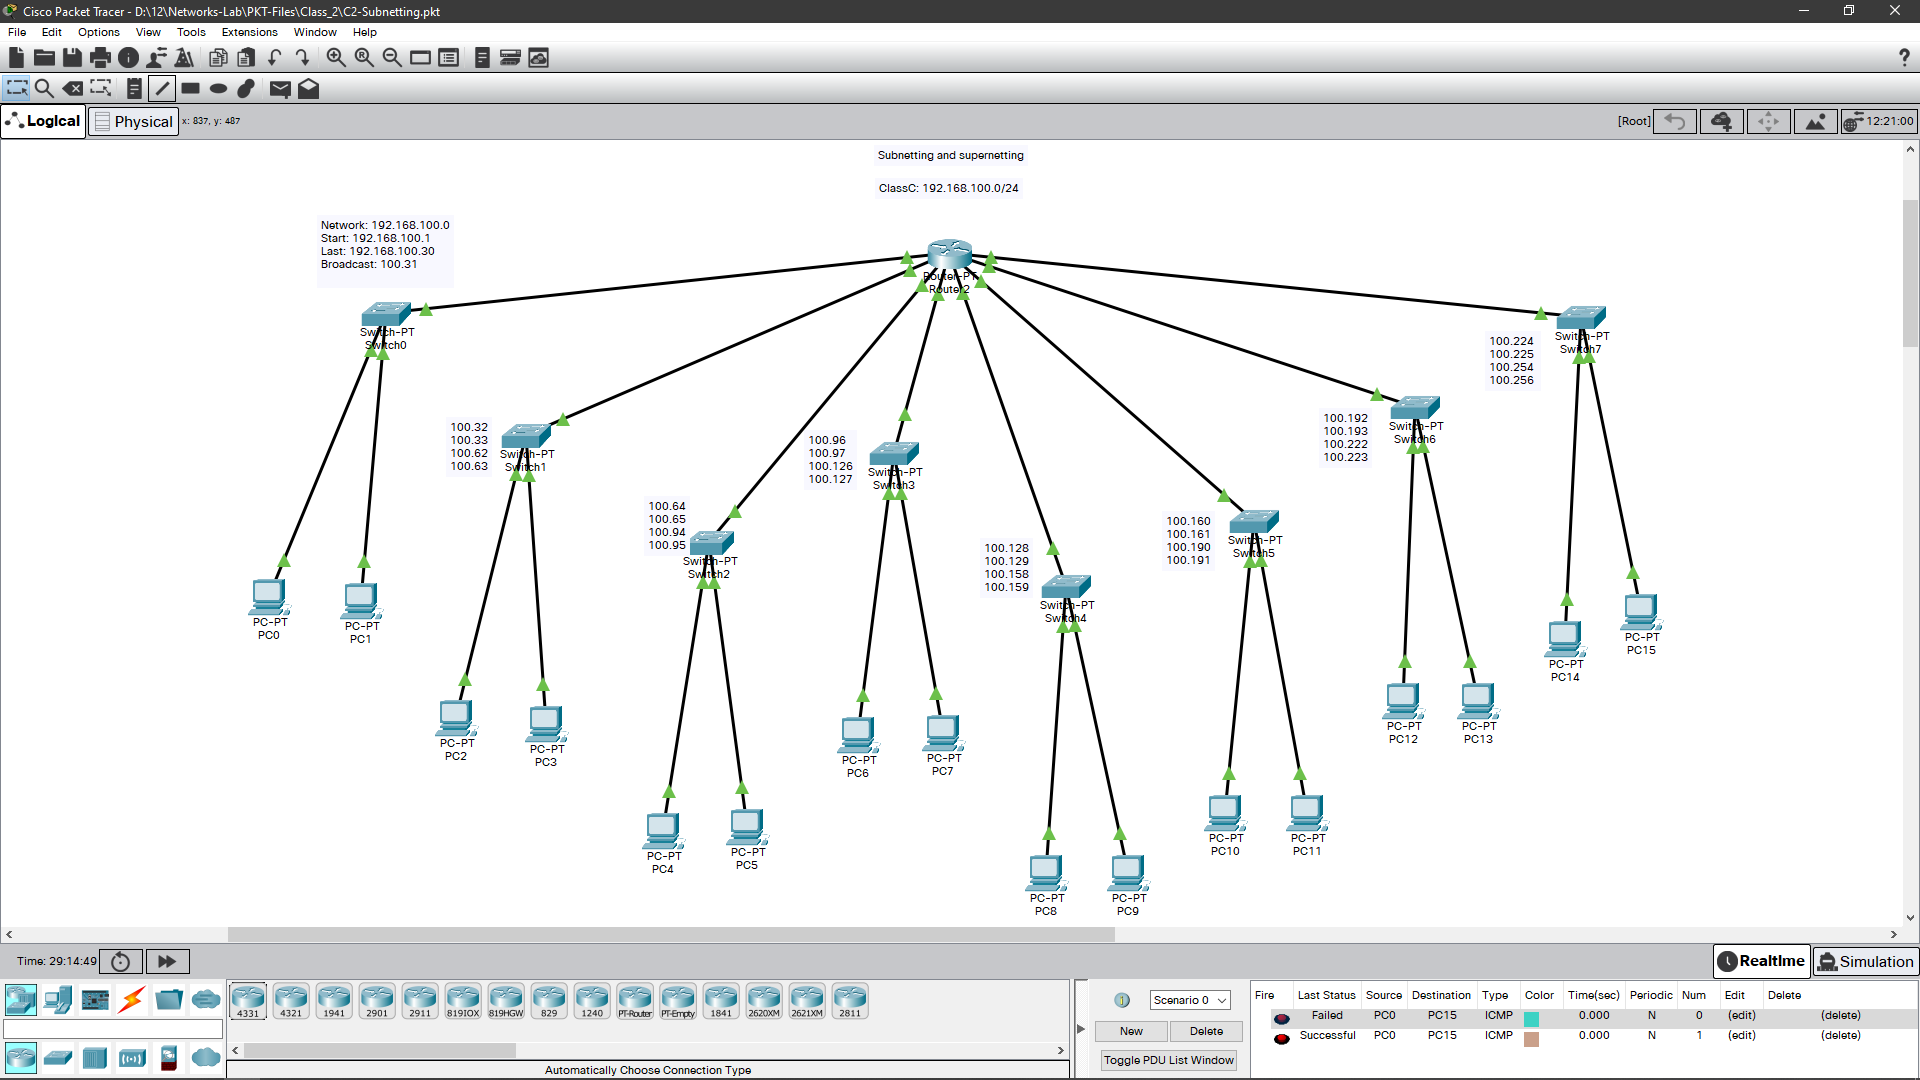 Cisco Packet Tracer - D:\12\Networks-Lab\PKT-Files\Class_2\C2-Subnetting.pkt
File Edit Options View Tools Extensions Window Help
Logical Physical x: 837, y: 487 [Root] 12:21:00
Subnetting and supernetting
ClassC: 192.168.100.0/24
Network: 192.168.100.0
Start: 192.168.100.1
Last: 192.168.100.30
Broadcast: 100.31
Router-PT
Router2
Switch-PT
Switch0
Switch-PT
Switch7
100.224
100.225
100.254
100.256
100.32
100.33
100.62
100.63
Switch-PT
Switch1
100.96
100.97
100.126
100.127
Switch-PT
Switch3
100.192
100.193
100.222
100.223
Switch-PT
Switch6
100.64
100.65
100.94
100.95
Switch-PT
Switch2
100.128
100.129
100.158
100.159
Switch-PT
Switch4
100.160
100.161
100.190
100.191
Switch-PT
Switch5
PC-PT
PC0
PC-PT
PC1
PC-PT
PC2
PC-PT
PC3
PC-PT
PC4
PC-PT
PC5
PC-PT
PC6
PC-PT
PC7
PC-PT
PC8
PC-PT
PC9
PC-PT
PC10
PC-PT
PC11
PC-PT
PC12
PC-PT
PC13
PC-PT
PC14
PC-PT
PC15
Time: 29:14:49
Realtime Simulation
4331 4321 1941 2901 2911 819IOX 819HGW 829 1240 PT-Router PT-Empty 1841 2620XM 2621XM 2811
Automatically Choose Connection Type
Scenario 0
New Delete
Toggle PDU List Window
Fire Last Status Source Destination Type Color Time(sec) Periodic Num Edit Delete
Failed PC0 PC15 ICMP 0.000 N 0 (edit) (delete)
Successful PC0 PC15 ICMP 0.000 N 1 (edit) (delete)